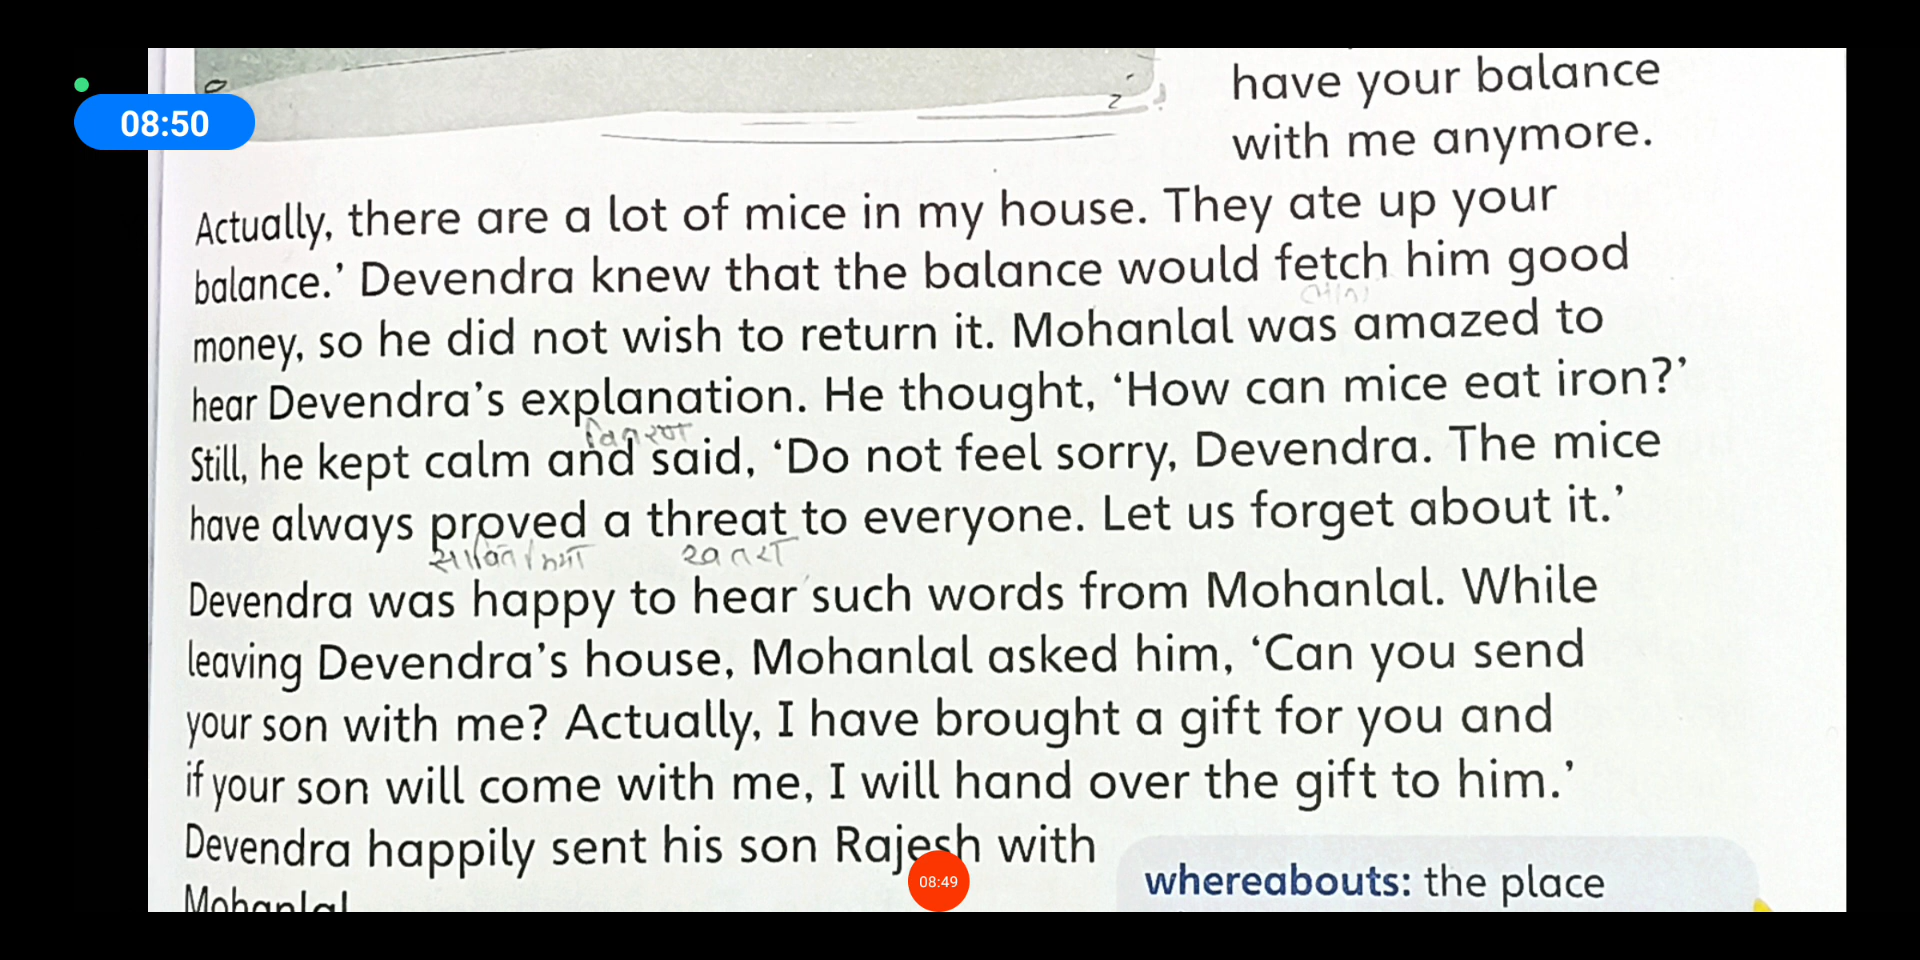 have your balance
08:50
with me anymore.
Actually, there are a lot of mice in my house. They ate up your
balance.’ Devendra knew that the balance would fetch him good
money, so he did not wish to return it. Mohanlal was amazed to
hear Devendra’s explanation. He thought, ‘How can mice eat iron?’
Still, he kept calm and said, ‘Do not feel sorry, Devendra. The mice
have always proved a threat to everyone. Let us forget about it.’
Devendra was happy to hear such words from Mohanlal. While
leaving Devendra’s house, Mohanlal asked him, ‘Can you send
your son with me? Actually, I have brought a gift for you and
if your son will come with me, I will hand over the gift to him.’
Devendra happily sent his son Rajesh with
08:49
whereabouts: the place
Mohanlal